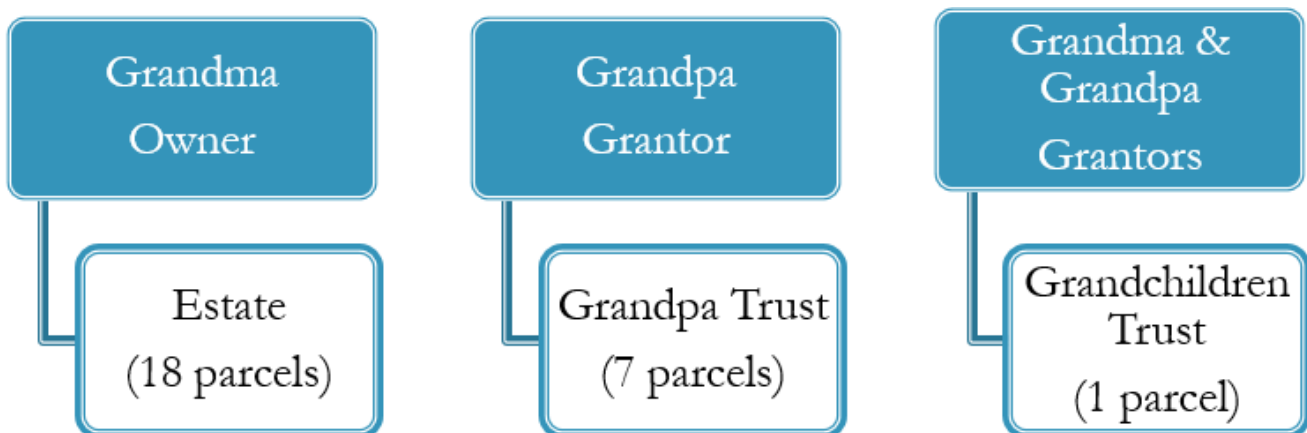 Grandma
Owner
Estate
(18 parcels)
Grandpa
Grantor
Grandpa Trust
(7 parcels)
Grandma &
Grandpa
Grantors
Grandchildren
Trust
(1 parcel)